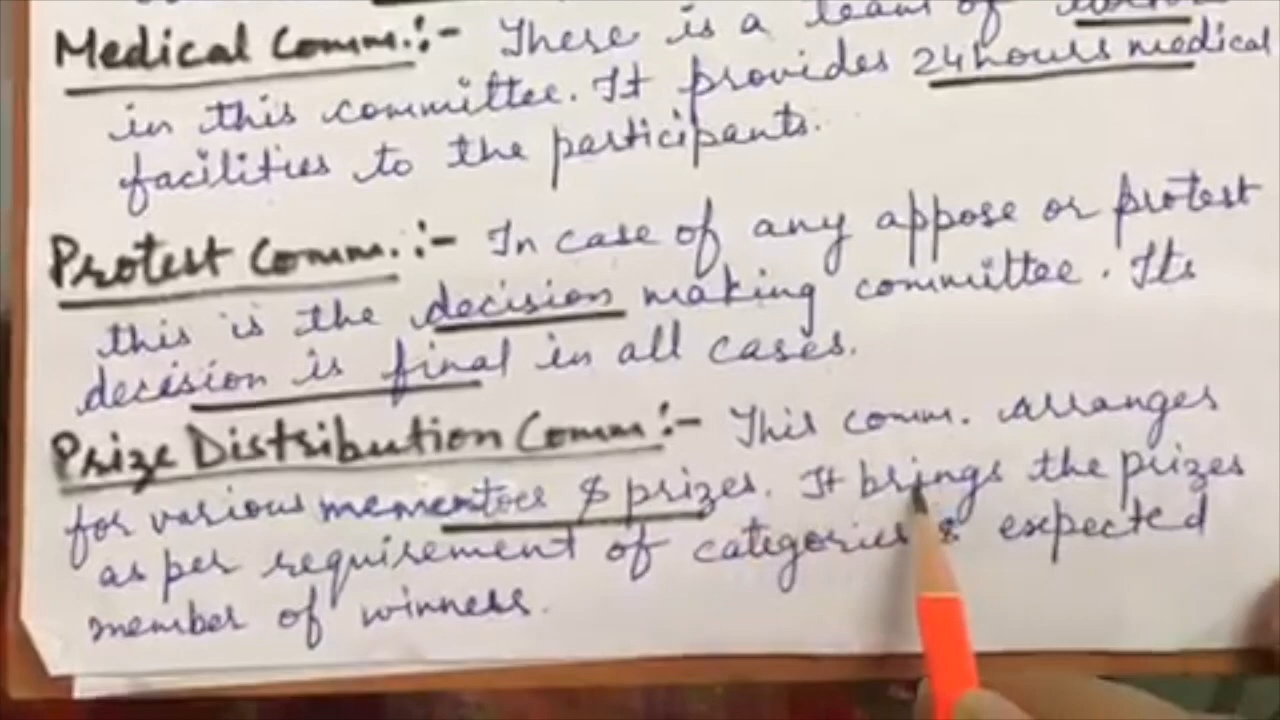 Medical Comm.:- There is a team of
in this committee. It provides 24 hours medical
facilities to the participants.
Protest Comm.:- In case of any appose or protest
this is the decision making committee. Its
decision is final in all cases.
Prize Distribution Comm:- This comm. arranges
for various mementoes & prizes. It brings the prizes
as per requirement of categories & expected
member of winners.